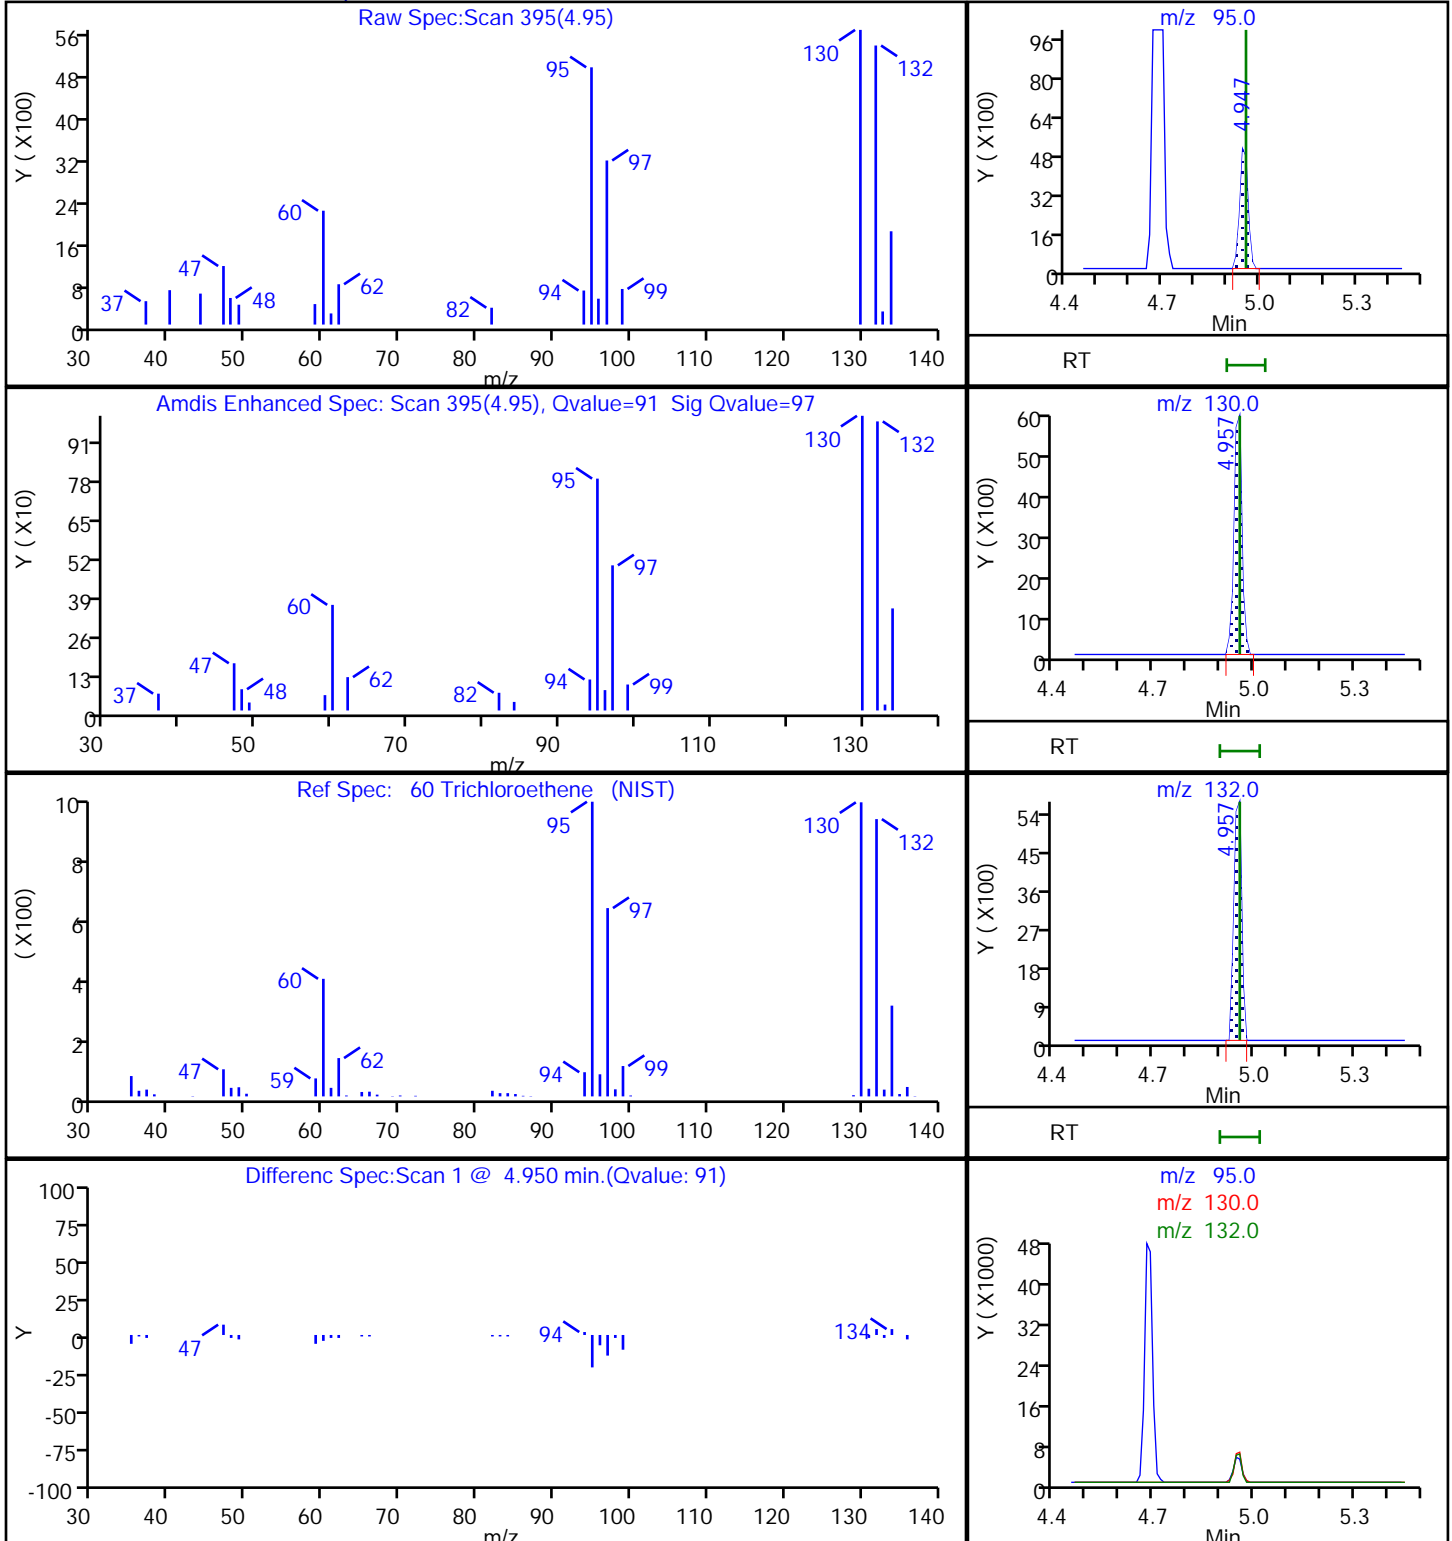 Raw Spec:Scan 395(4.95)
Y ( X100)
56
48
40
32
24
16
8
0
130
132
95
97
60
47
37
48
62
82
94
99
30 40 50 60 70 80 90 100 110 120 130 140
m/z
m/z 95.0
Y ( X100)
96
80
64
48
32
16
0
4.947
4.4 4.7 5.0 5.3
Min
RT
Amdis Enhanced Spec: Scan 395(4.95), Qvalue=91 Sig Qvalue=97
Y ( X10)
91
78
65
52
39
26
13
0
130
132
95
97
60
47
37
48
62
82
94
99
30 50 70 90 110 130
m/z
m/z 130.0
Y ( X100)
60
50
40
30
20
10
0
4.957
4.4 4.7 5.0 5.3
Min
RT
Ref Spec: 60 Trichloroethene (NIST)
( X100)
10
8
6
4
2
0
95
130
132
97
60
47
59
62
94
99
30 40 50 60 70 80 90 100 110 120 130 140
m/z 132.0
Y ( X100)
54
45
36
27
18
9
0
4.957
4.4 4.7 5.0 5.3
Min
RT
Differenc Spec:Scan 1 @ 4.950 min.(Qvalue: 91)
Y
100
75
50
25
0
-25
-50
-75
-100
47
94
134
30 40 50 60 70 80 90 100 110 120 130 140
m/z
m/z 95.0
m/z 130.0
m/z 132.0
Y ( X1000)
48
40
32
24
16
8
0
4.4 4.7 5.0 5.3
Min